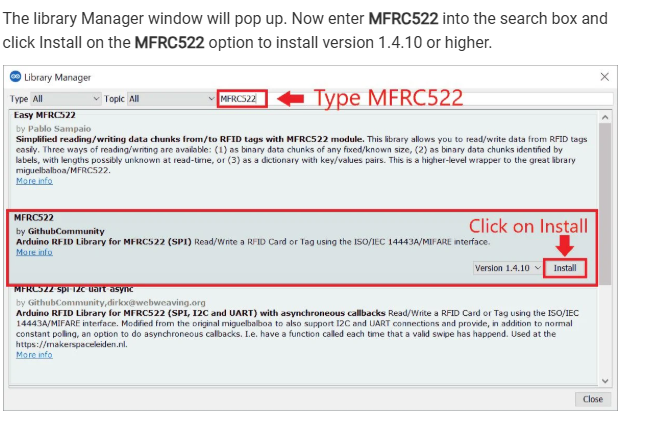 The library Manager window will pop up. Now enter MFRC522 into the search box and
click Install on the MFRC522 option to install version 1.4.10 or higher.
Library Manager
Type All Topic All MFRC522 Type MFRC522
Easy MFRC522
by Pablo Sampaio
Simplified reading/writing data chunks from/to RFID tags with MFRC522 module. This library allows you to read/write data from RFID tags
easily. Three ways of reading/writing are available: (1) as binary data chunks of any fixed/known size, (2) as binary data chunks identified by
labels, with lengths possibly unknown at read-time, or (3) as a dictionary with key/values pairs. This is a higher-level wrapper to the great library
miguelbalboa/MFRC522.
More info
MFRC522
by GithubCommunity
Click on Install
Arduino RFID Library for MFRC522 (SPI) Read/Write a RFID Card or Tag using the ISO/IEC 14443A/MIFARE interface.
More info
Version 1.4.10 Install
MFRC522-spi-i2c-uart-async
by GithubCommunity,dirkx@webweaving.org
Arduino RFID Library for MFRC522 (SPI, I2C and UART) with asynchroneous callbacks Read/Write a RFID Card or Tag using the ISO/IEC
14443A/MIFARE interface. Modified from the original miguelbalboa to also support I2C and UART connections and provide, in addition to normal
constant polling, an option to do asynchroneous callbacks. I.e. have a function called each time that a valid swipe has happend. Used at the
https://makerspaceleiden.nl.
More info
Close